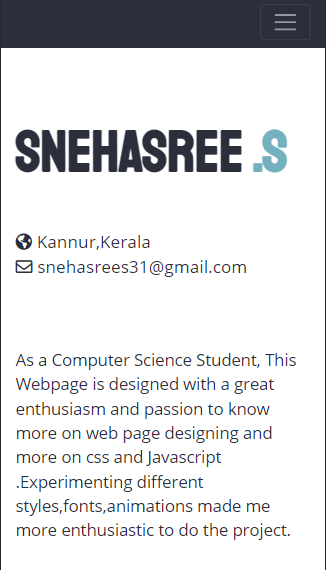 SNEHASREE .S
Kannur,Kerala
snehasrees31@gmail.com
As a Computer Science Student, This
Webpage is designed with a great
enthusiasm and passion to know
more on web page designing and
more on css and Javascript
.Experimenting different
styles,fonts,animations made me
more enthusiastic to do the project.